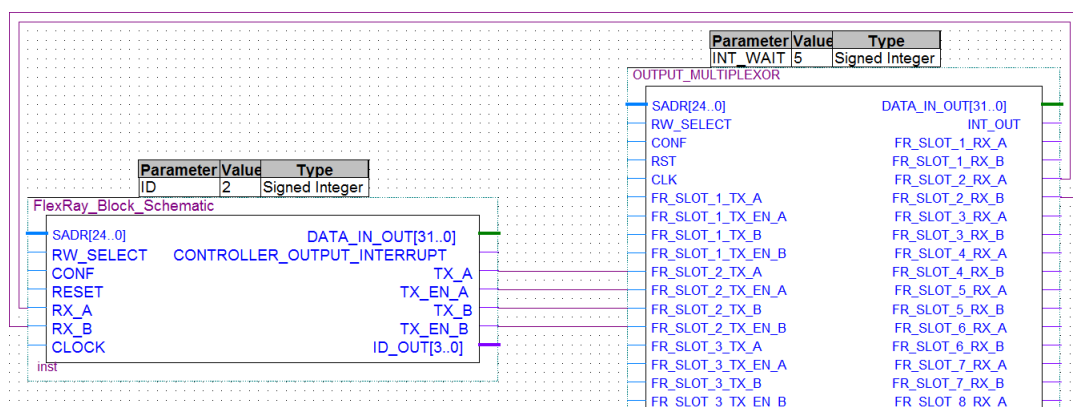 Parameter Value Type
INT_WAIT 5 Signed Integer
OUTPUT_MULTIPLEXOR
SADR[24..0] DATA_IN_OUT[31..0]
RW_SELECT INT_OUT
CONF FR_SLOT_1_RX_A
RST FR_SLOT_1_RX_B
CLK FR_SLOT_2_RX_A
FR_SLOT_1_TX_A FR_SLOT_2_RX_B
FR_SLOT_1_TX_EN_A FR_SLOT_3_RX_A
FR_SLOT_1_TX_B FR_SLOT_3_RX_B
FR_SLOT_1_TX_EN_B FR_SLOT_4_RX_A
FR_SLOT_2_TX_A FR_SLOT_4_RX_B
FR_SLOT_2_TX_EN_A FR_SLOT_5_RX_A
FR_SLOT_2_TX_B FR_SLOT_5_RX_B
FR_SLOT_2_TX_EN_B FR_SLOT_6_RX_A
FR_SLOT_3_TX_A FR_SLOT_6_RX_B
FR_SLOT_3_TX_EN_A FR_SLOT_7_RX_A
FR_SLOT_3_TX_B FR_SLOT_7_RX_B
FR_SLOT_3_TX_EN_B FR_SLOT_8_RX_A
Parameter Value Type
ID 2 Signed Integer
FlexRay_Block_Schematic
SADR[24..0] DATA_IN_OUT[31..0]
RW_SELECT CONTROLLER_OUTPUT_INTERRUPT
CONF TX_A
RESET TX_EN_A
RX_A TX_B
RX_B TX_EN_B
CLOCK ID_OUT[3..0]
inst